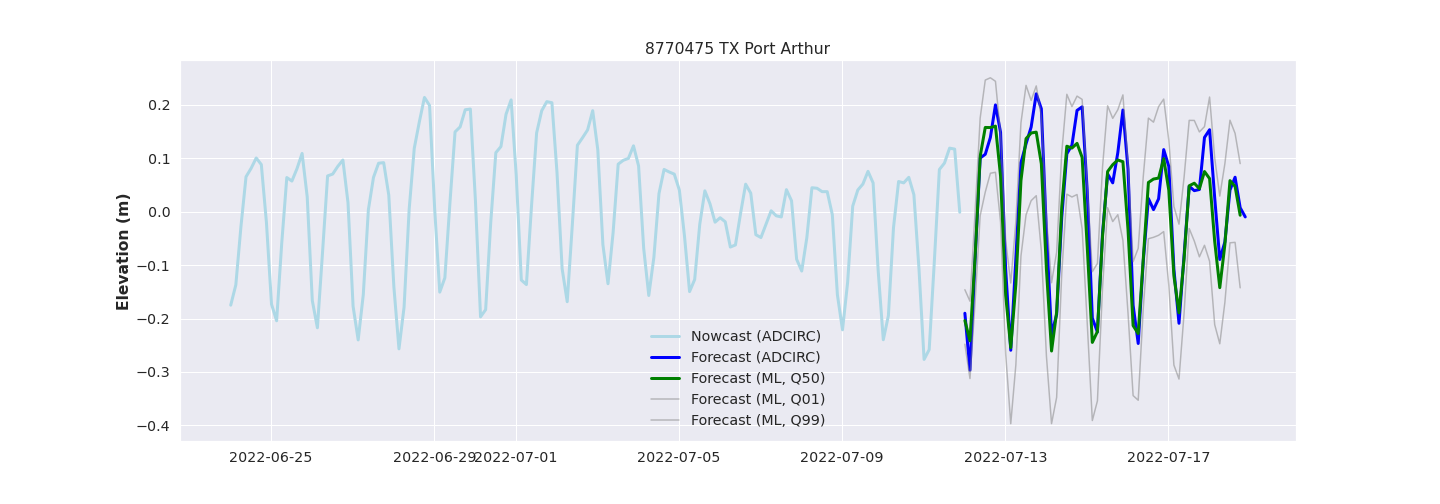 8770475 TX Port Arthur
Elevation (m)
0.2
0.1
0.0
−0.1
−0.2
−0.3
−0.4
Nowcast (ADCIRC)
Forecast (ADCIRC)
Forecast (ML, Q50)
Forecast (ML, Q01)
Forecast (ML, Q99)
2022-06-25 2022-06-29 2022-07-01 2022-07-05 2022-07-09 2022-07-13 2022-07-17